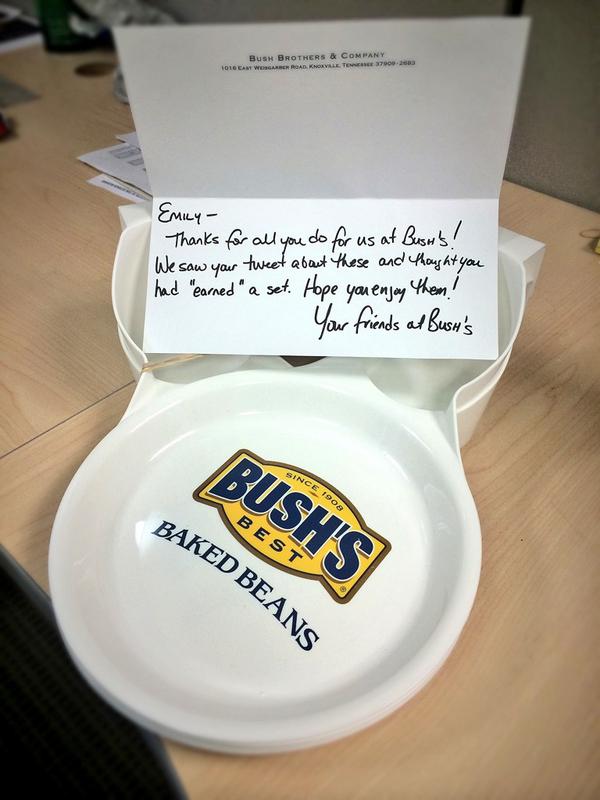 BUSH BROTHERS & COMPANY
1016 EAST WEISGARBER ROAD, KNOXVILLE, TENNESSEE 37909-2683
EMILY -
Thanks for all you do for us at BUSH'S!
We saw your tweet about these and thought you
had "earned" a set. Hope you enjoy them!
Your friends at BUSH'S
SINCE 1908
BUSH'S
BEST
®
BAKED BEANS